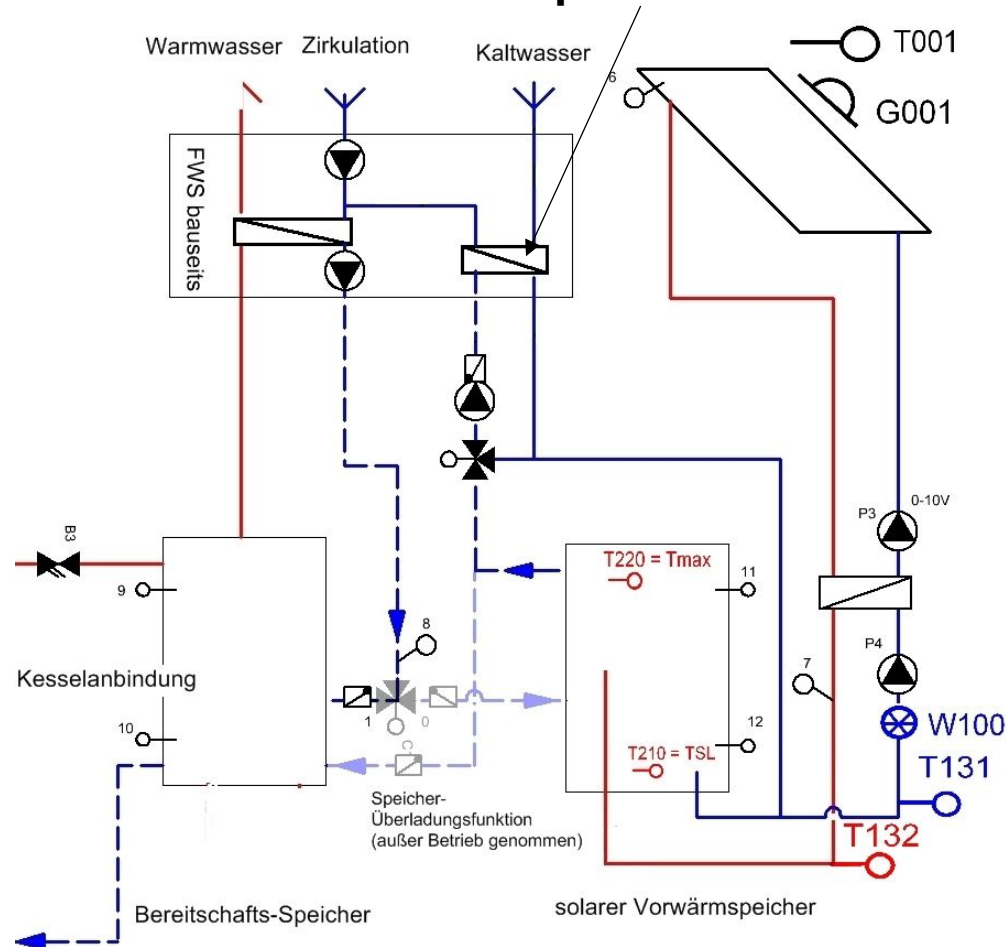 Warmwasser
Zirkulation
Kaltwasser
T001
6
G001
FWS bauseits
P3
0-10V
B3
T220 = Tmax
11
9
8
P4
Kesselanbindung
7
W100
1
0
10
12
T210 = TSL
T131
Speicher-
Überladungsfunktion
(außer Betrieb genommen)
T132
Bereitschafts-Speicher
solarer Vorwärmspeicher